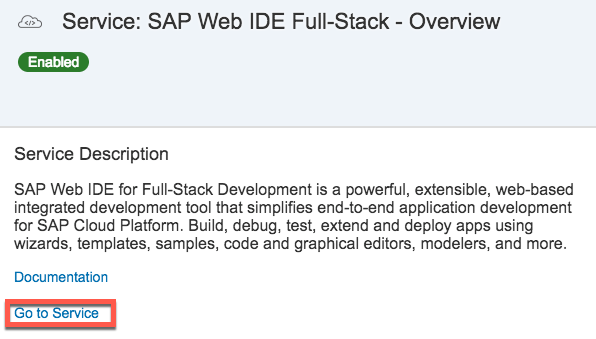 Service: SAP Web IDE Full-Stack - Overview
Enabled
Service Description
SAP Web IDE for Full-Stack Development is a powerful, extensible, web-based
integrated development tool that simplifies end-to-end application development
for SAP Cloud Platform. Build, debug, test, extend and deploy apps using
wizards, templates, samples, code and graphical editors, modelers, and more.
Documentation
Go to Service